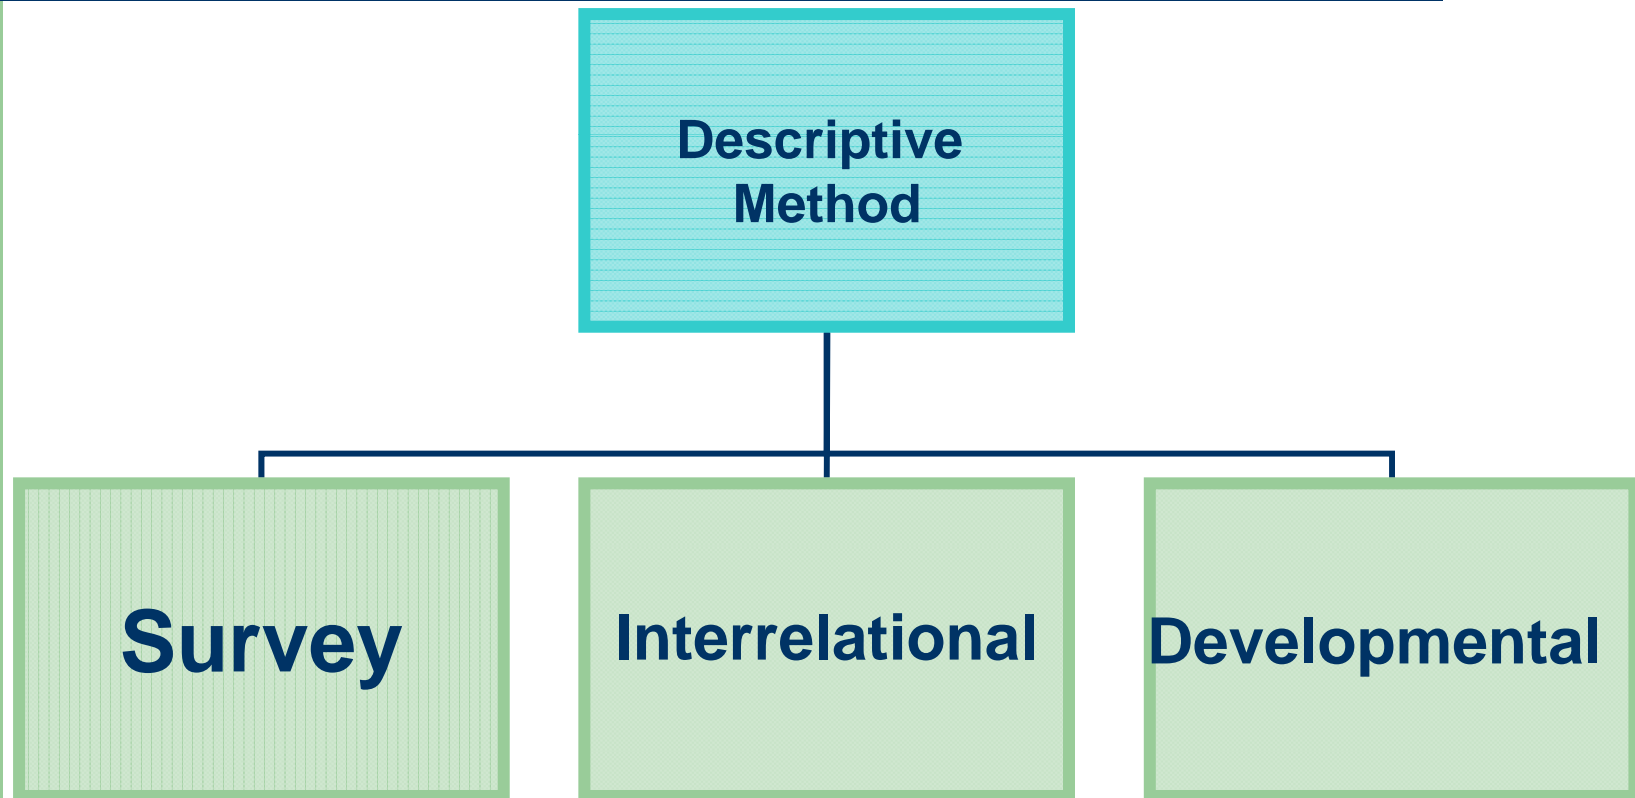 Descriptive
Method
Survey
Interrelational
Developmental